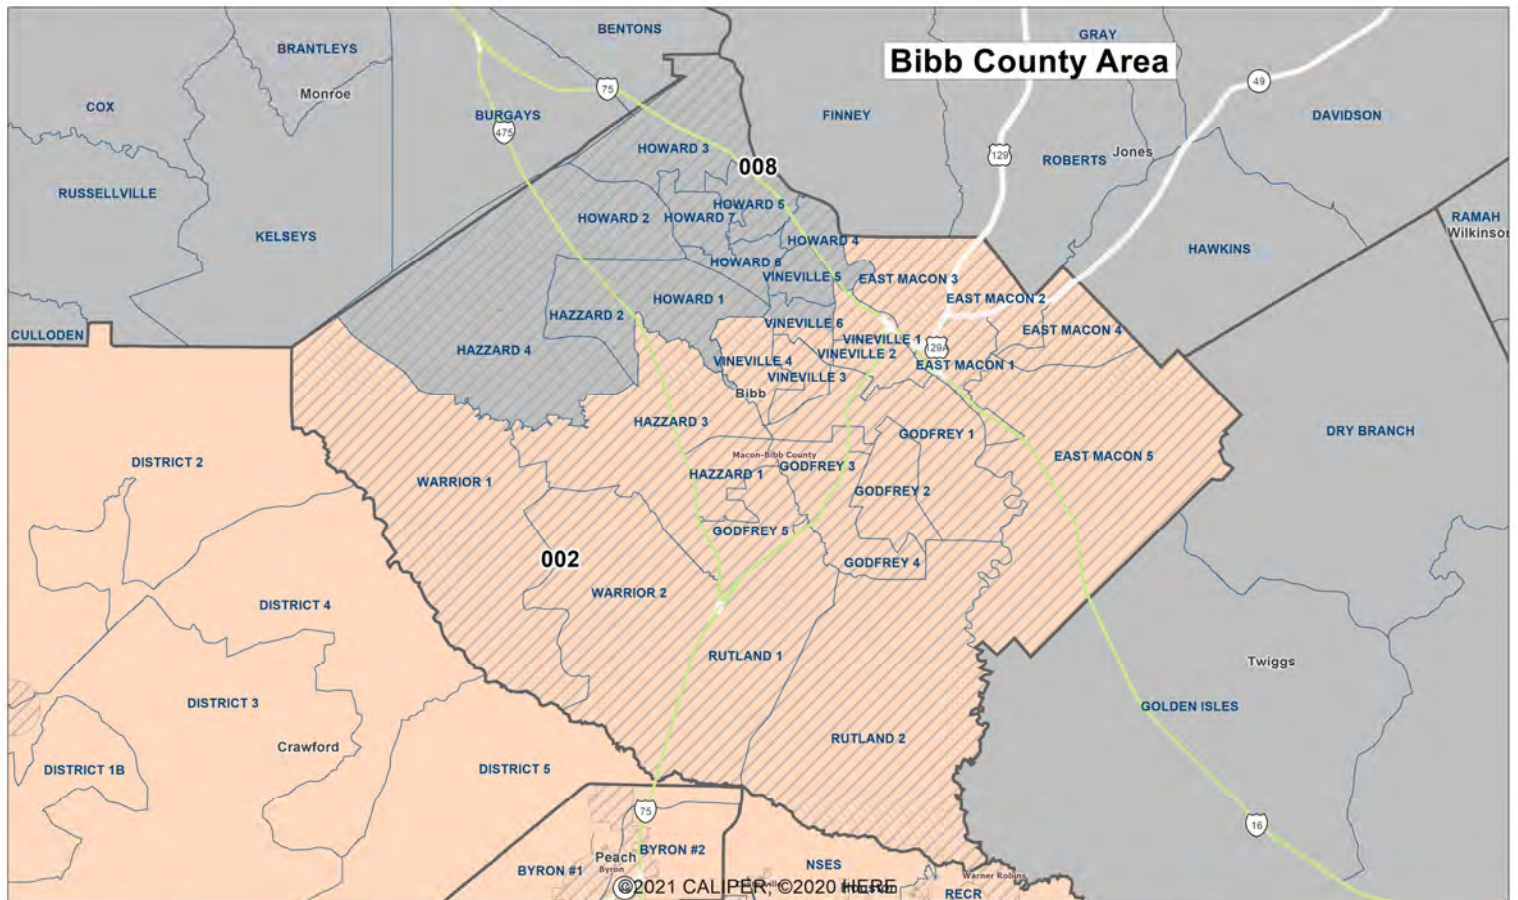 BENTONS
BRANTLEYS
GRAY
Bibb County Area
49
75
Monroe
COX
BURGAYS
FINNEY
DAVIDSON
475
HOWARD 3
129
Jones
ROBERTS
008
RUSSELLVILLE
HOWARD 5
HOWARD 2
HOWARD 7
RAMAH
Wilkinson
KELSEYS
HOWARD 4
HAWKINS
HOWARD 6
VINEVILLE 5
EAST MACON 3
HOWARD 1
EAST MACON 2
HAZZARD 2
VINEVILLE 6
EAST MACON 4
CULLODEN
VINEVILLE 1
129A
HAZZARD 4
VINEVILLE 2
VINEVILLE 4
EAST MACON 1
VINEVILLE 3
Bibb
HAZZARD 3
DRY BRANCH
GODFREY 1
Macon-Bibb County
EAST MACON 5
DISTRICT 2
GODFREY 3
HAZZARD 1
WARRIOR 1
GODFREY 2
GODFREY 5
002
GODFREY 4
WARRIOR 2
DISTRICT 4
RUTLAND 1
Twiggs
DISTRICT 3
GOLDEN ISLES
RUTLAND 2
Crawford
DISTRICT 1B
DISTRICT 5
75
16
BYRON #2
Peach
NSES
Byron
BYRON #1
Warner Robins
©2021 CALIPER, ©2020 HERE
RECR